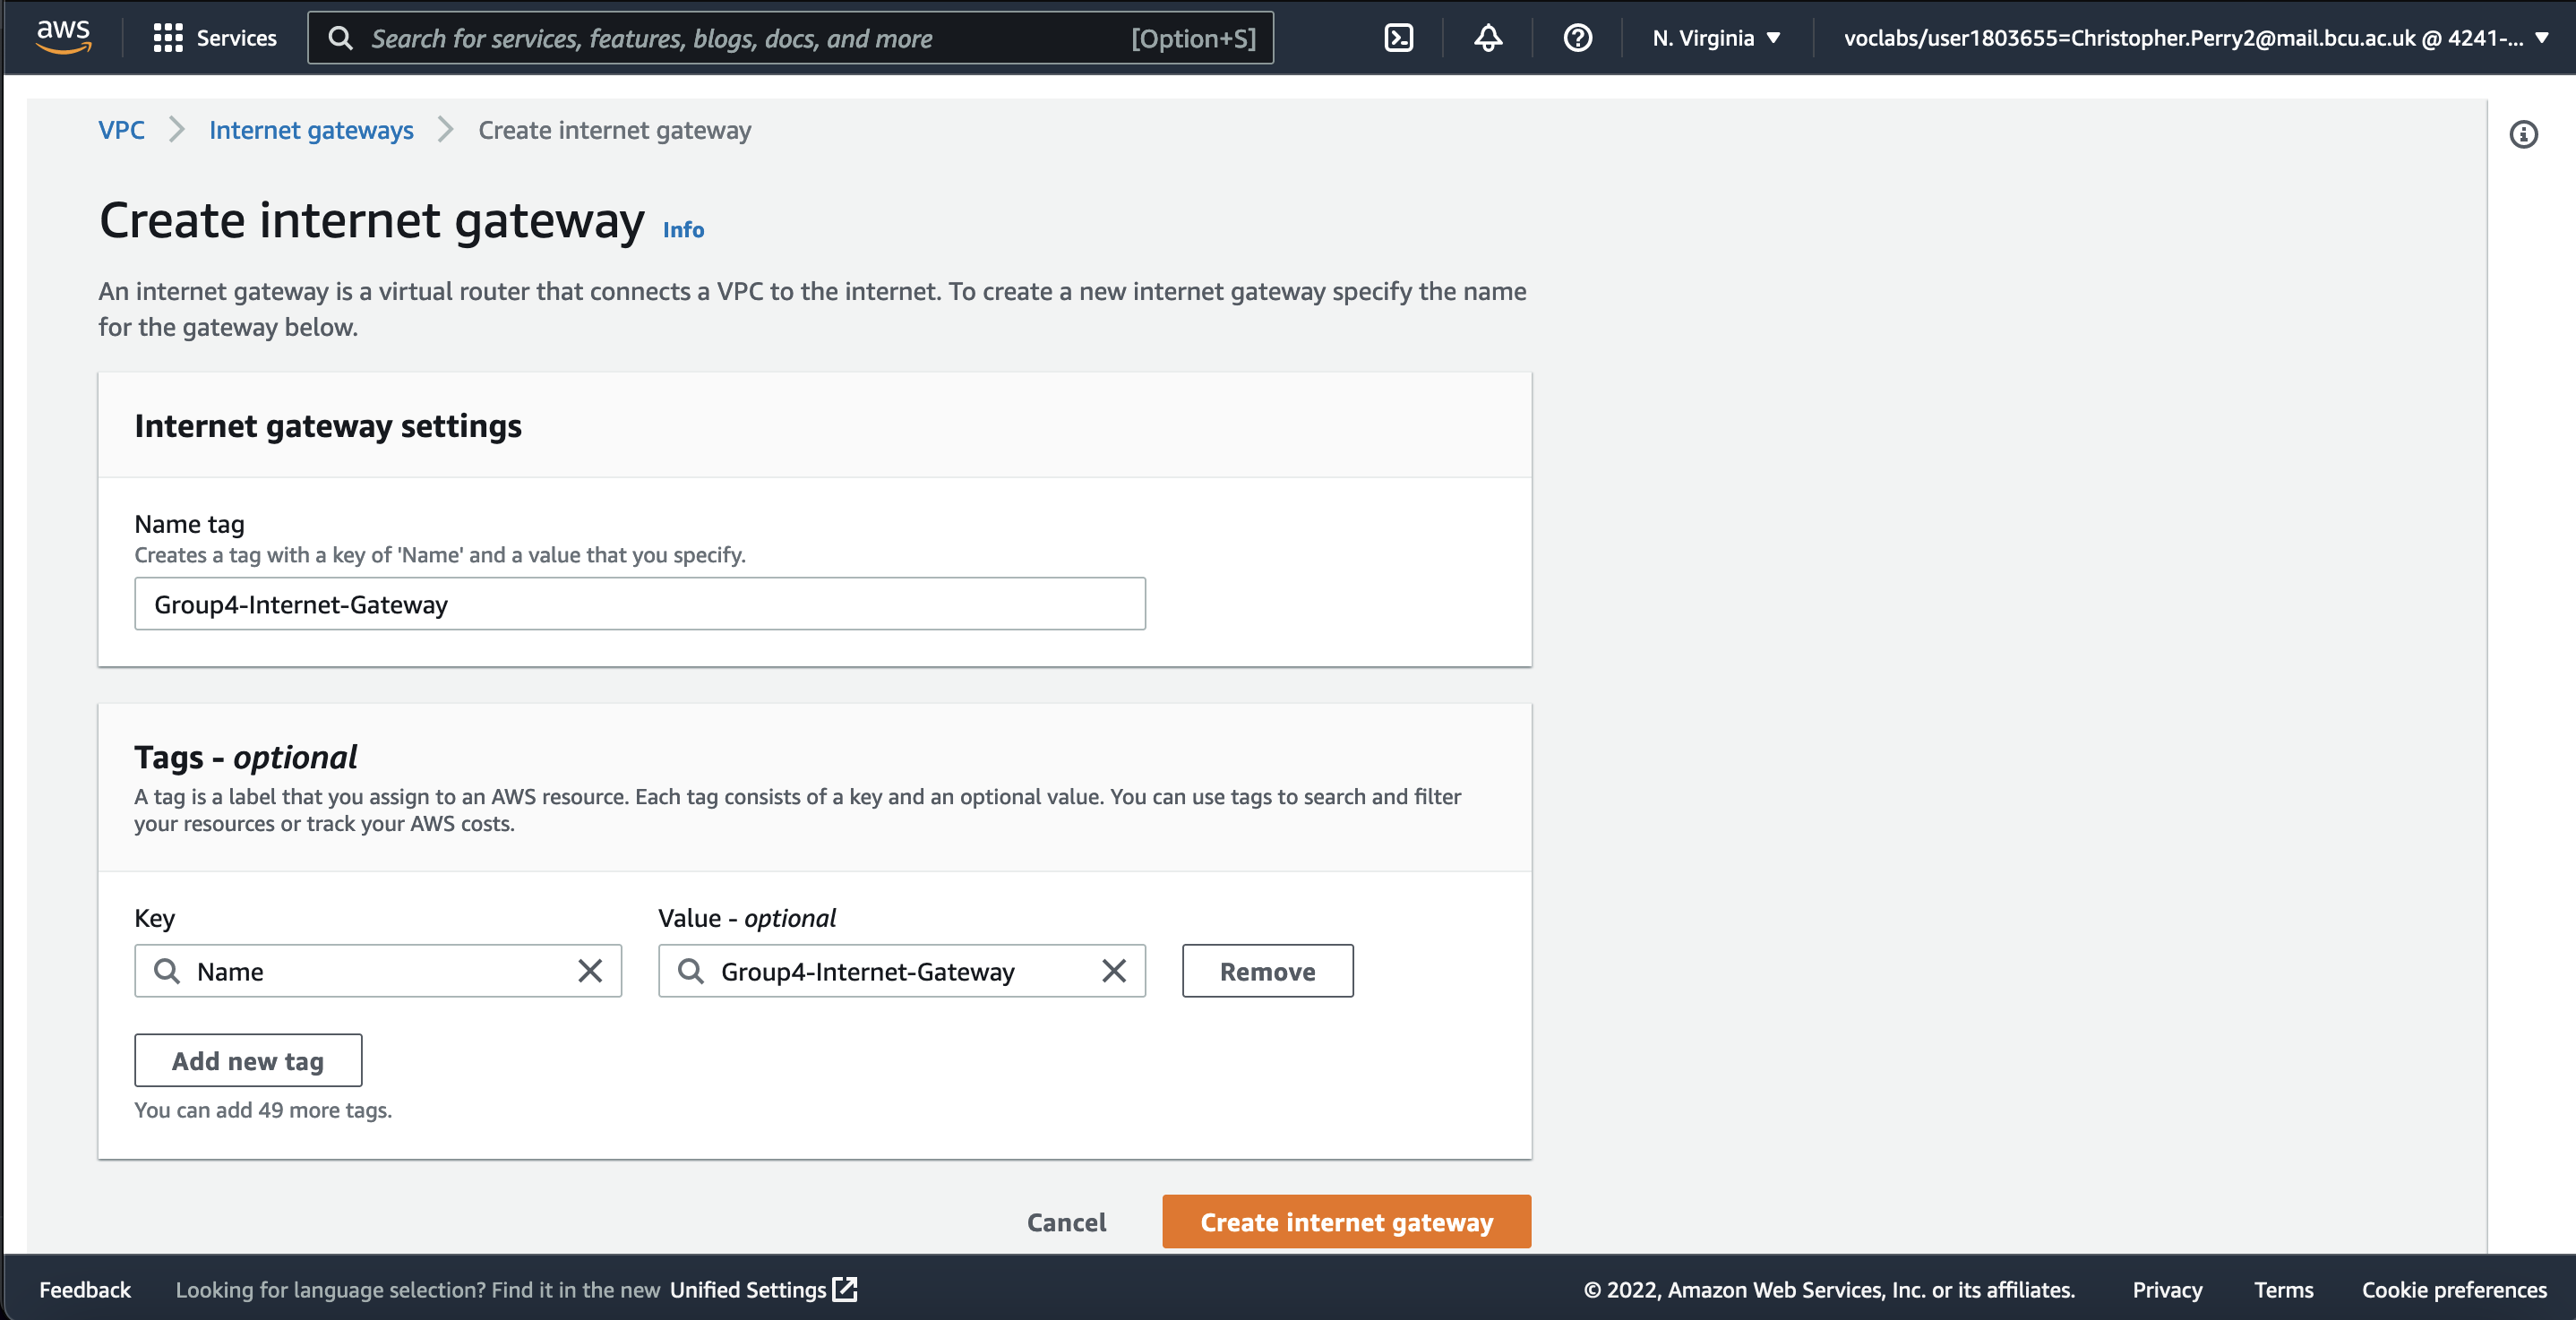 aws
Services
Search for services, features, blogs, docs, and more [Option+S]
N. Virginia
voclabs/user1803655=Christopher.Perry2@mail.bcu.ac.uk @ 4241-...
VPC
Internet gateways
Create internet gateway
Create internet gateway Info
An internet gateway is a virtual router that connects a VPC to the internet. To create a new internet gateway specify the name
for the gateway below.
Internet gateway settings
Name tag
Creates a tag with a key of 'Name' and a value that you specify.
Group4-Internet-Gateway
Tags - optional
A tag is a label that you assign to an AWS resource. Each tag consists of a key and an optional value. You can use tags to search and filter
your resources or track your AWS costs.
Key
Value - optional
Name
Group4-Internet-Gateway
Remove
Add new tag
You can add 49 more tags.
Cancel
Create internet gateway
Feedback
Looking for language selection? Find it in the new Unified Settings
© 2022, Amazon Web Services, Inc. or its affiliates.
Privacy
Terms
Cookie preferences